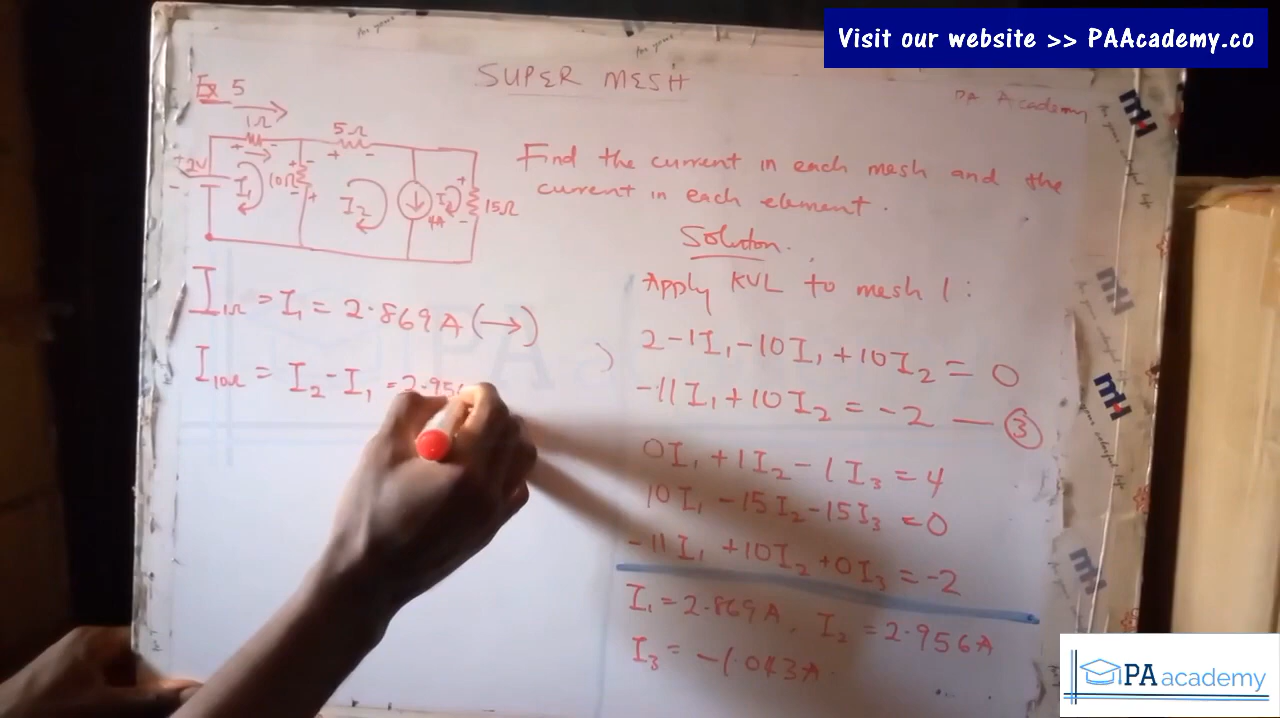 Visit our website >> PAAcademy.co
SUPER MESH
PA Academy
Ex 5
1Ω
5Ω
2V
+ -
+ -
10Ω
I1
I2
4A
I3
15Ω
Find the current in each mesh and the
current in each element.
Solution.
Apply KVL to mesh 1:
2-1I₁-10I₁+10I₂ = 0
-11I₁+10I₂ = -2 — ③
0I₁+1I₂-1I₃ = 4
10I₁-15I₂-15I₃ = 0
-11I₁+10I₂+0I₃ = -2
I₁ = 2.869A, I₂ = 2.956A
I₃ = -1.043A
I1Ω = I₁ = 2.869A (→)
I10Ω = I₂ - I₁ = 2.95
PA academy